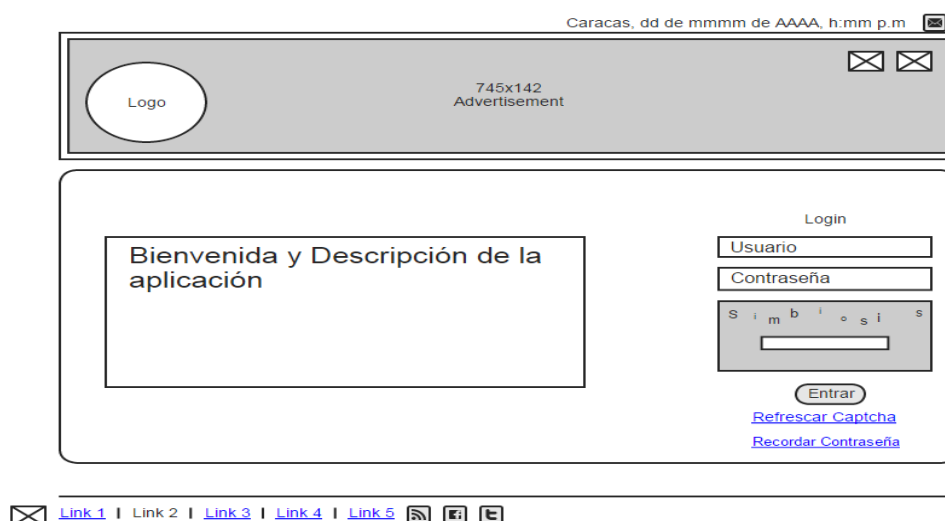 Caracas, dd de mmmm de AAAA, h:mm p.m
Logo
745x142
Advertisement
Bienvenida y Descripción de la
aplicación
Login
Usuario
Contraseña
S i m b i o s i s
Entrar
Refrescar Captcha
Recordar Contraseña
Link 1 | Link 2 | Link 3 | Link 4 | Link 5